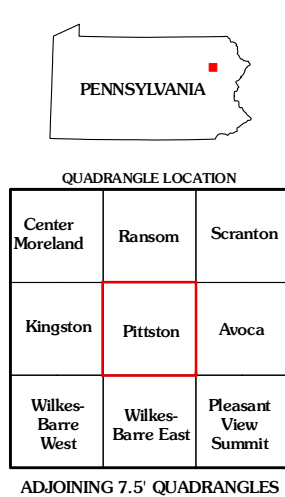 PENNSYLVANIA
QUADRANGLE LOCATION
Center
Moreland
Ransom
Scranton
Kingston
Pittston
Avoca
Wilkes-
Barre
West
Wilkes-
Barre East
Pleasant
View
Summit
ADJOINING 7.5' QUADRANGLES